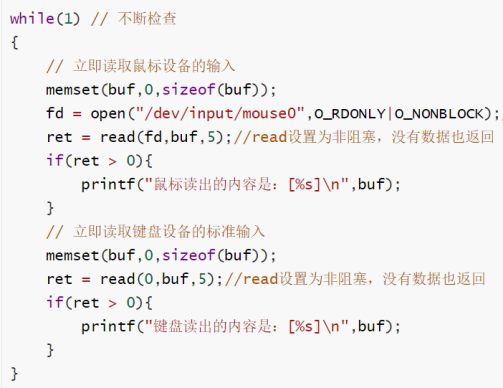 while(1) // 不断检查
{
    // 立即读取鼠标设备的输入
    memset(buf,0,sizeof(buf));
    fd = open("/dev/input/mouse0",O_RDONLY|O_NONBLOCK);
    ret = read(fd,buf,5);//read设置为非阻塞，没有数据也返回
    if(ret > 0){
        printf("鼠标读出的内容是：[%s]\n",buf);
    }
    // 立即读取键盘设备的标准输入
    memset(buf,0,sizeof(buf));
    ret = read(0,buf,5);//read设置为非阻塞，没有数据也返回
    if(ret > 0){
        printf("键盘读出的内容是：[%s]\n",buf);
    }
}